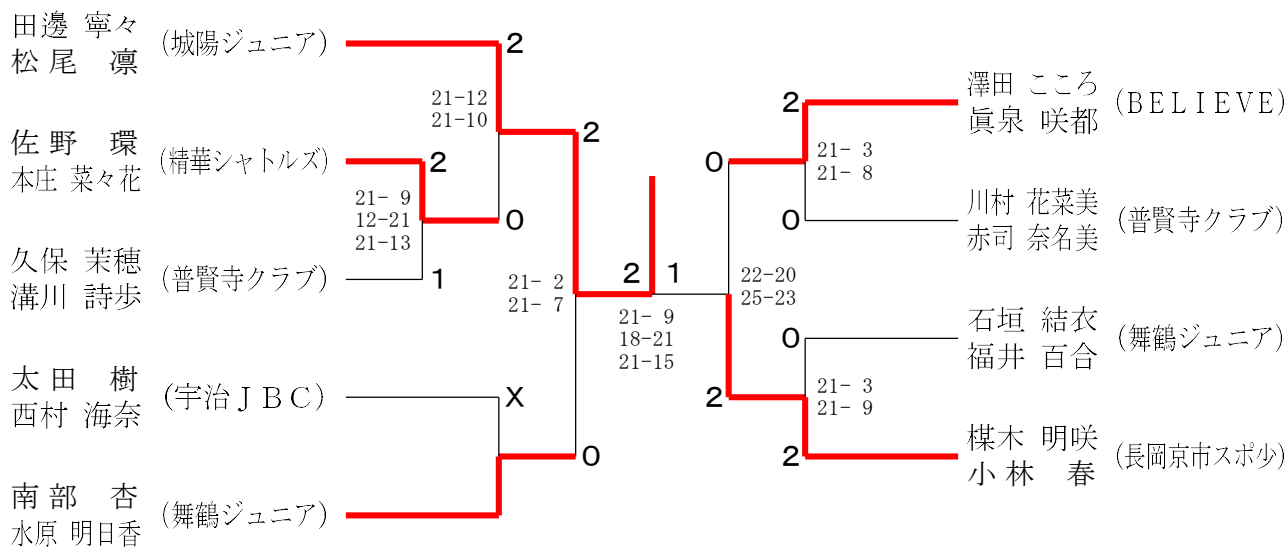 田邊 寧々
松尾 凛
(城陽ジュニア)
2
21-12
21-10
佐野 環
本庄 菜々花
(精華シャトルズ)
2
21- 9
12-21
21-13
0
久保 茉穂
溝川 詩歩
(普賢寺クラブ)
1
2
21- 2
21- 7
太田 樹
西村 海奈
(宇治JBC)
X
0
南部 杏
水原 明日香
(舞鶴ジュニア)
2
1
21- 9
18-21
21-15
澤田 こころ
眞泉 咲都
(BELIEVE)
2
0
21- 3
21- 8
川村 花菜美
赤司 奈名美
(普賢寺クラブ)
0
22-20
25-23
石垣 結衣
福井 百合
(舞鶴ジュニア)
0
2
21- 3
21- 9
楳木 明咲
小林 春
(長岡京市スポ少)
2